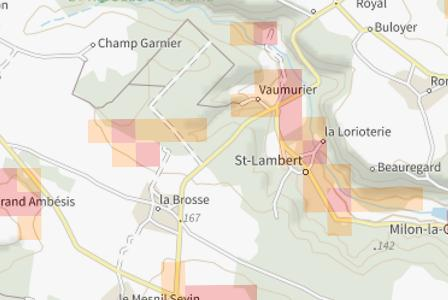 Royal
Buloyer
Champ Garnier
Ror
Vaumurier
la Lorioterie
St-Lambert
Beauregard
rand Ambésis
la Brosse
167
Milon-la-C
142
le Mesnil Sevin